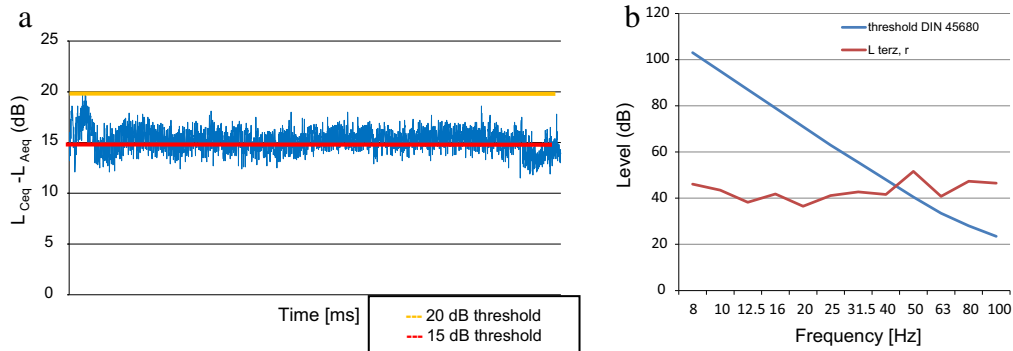 a
25
20
15
10
5
0
L Ceq -L Aeq (dB)
Time [ms]
20 dB threshold
15 dB threshold
b
120
100
80
60
40
20
0
Level (dB)
threshold DIN 45680
L terz, r
8 10 12.5 16 20 25 31.5 40 50 63 80 100
Frequency [Hz]